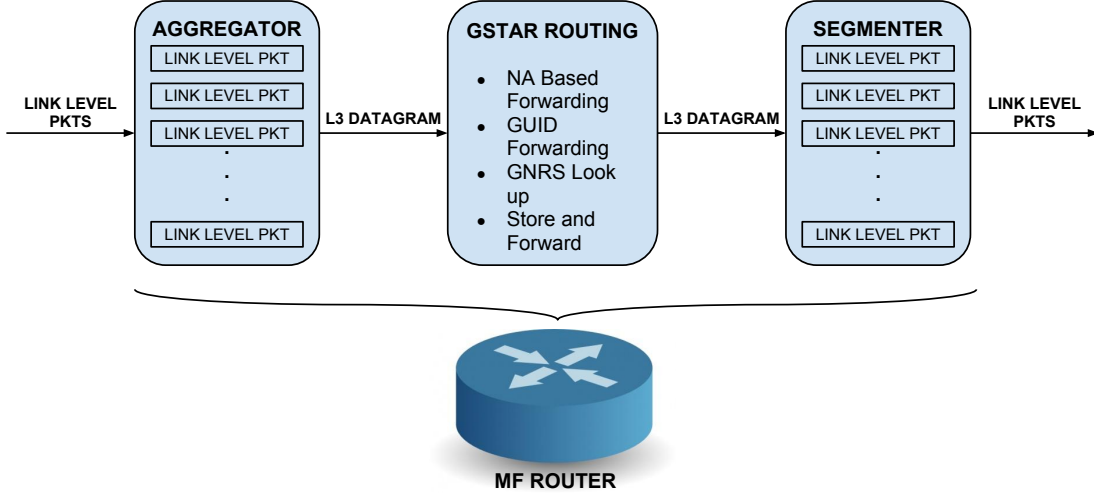 LINK LEVEL
PKTS
AGGREGATOR
LINK LEVEL PKT
LINK LEVEL PKT
LINK LEVEL PKT
.
.
.
LINK LEVEL PKT
L3 DATAGRAM
GSTAR ROUTING
• NA Based
Forwarding
• GUID
Forwarding
• GNRS Look
up
• Store and
Forward
L3 DATAGRAM
SEGMENTER
LINK LEVEL PKT
LINK LEVEL PKT
LINK LEVEL PKT
.
.
.
LINK LEVEL PKT
LINK LEVEL
PKTS
MF ROUTER